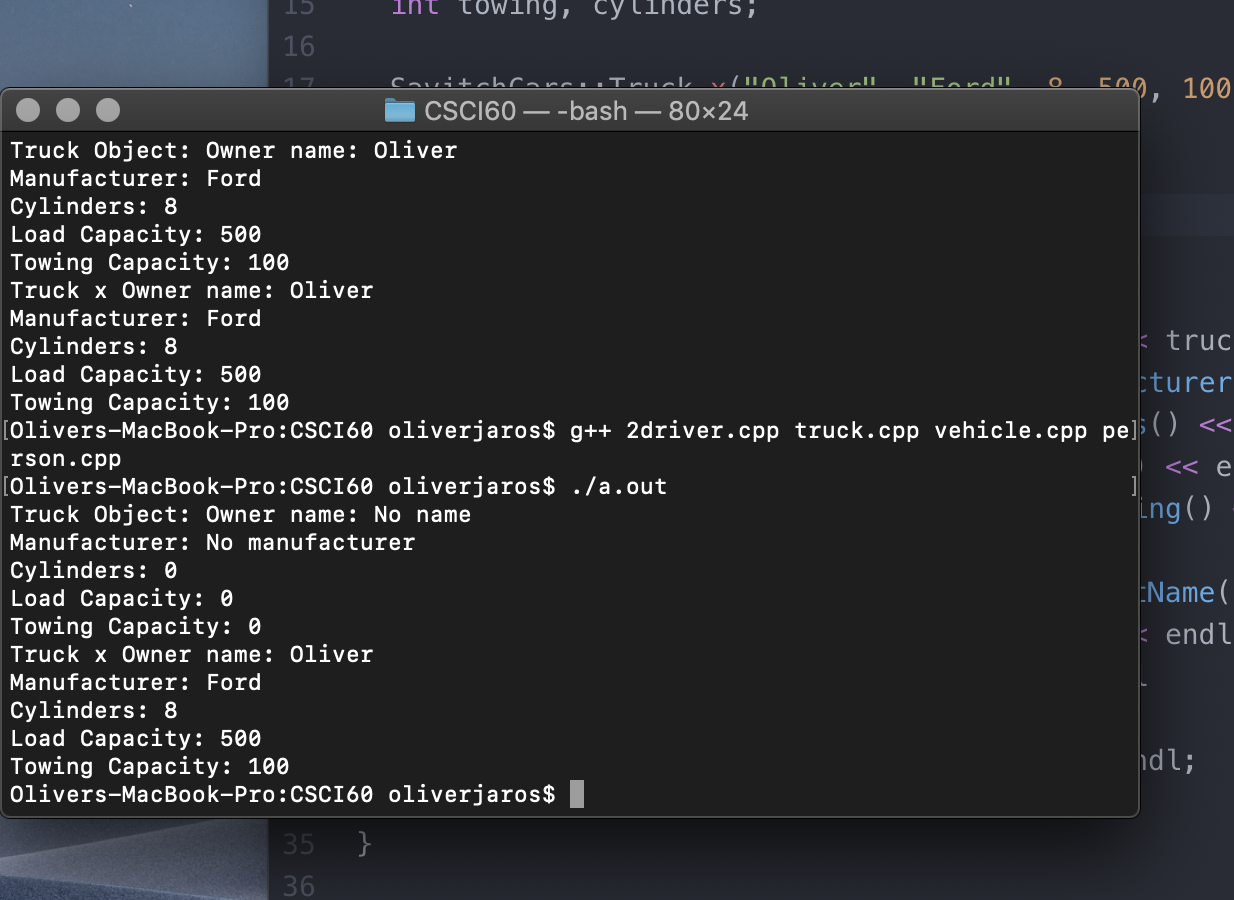 15 int towing, cylinders;
16
17 SavitchCars::Truck x("Oliver", "Ford", 8, 500, 100
CSCI60 — -bash — 80×24
Truck Object: Owner name: Oliver
Manufacturer: Ford
Cylinders: 8
Load Capacity: 500
Towing Capacity: 100
Truck x Owner name: Oliver
Manufacturer: Ford
Cylinders: 8
Load Capacity: 500
Towing Capacity: 100
[Olivers-MacBook-Pro:CSCI60 oliverjaros$ g++ 2driver.cpp truck.cpp vehicle.cpp pe]
rson.cpp
[Olivers-MacBook-Pro:CSCI60 oliverjaros$ ./a.out ]
Truck Object: Owner name: No name
Manufacturer: No manufacturer
Cylinders: 0
Load Capacity: 0
Towing Capacity: 0
Truck x Owner name: Oliver
Manufacturer: Ford
Cylinders: 8
Load Capacity: 500
Towing Capacity: 100
Olivers-MacBook-Pro:CSCI60 oliverjaros$
< truc
cturer
s() <<
) << e
ing()
tName(
< endl
ndl;
35 }
36